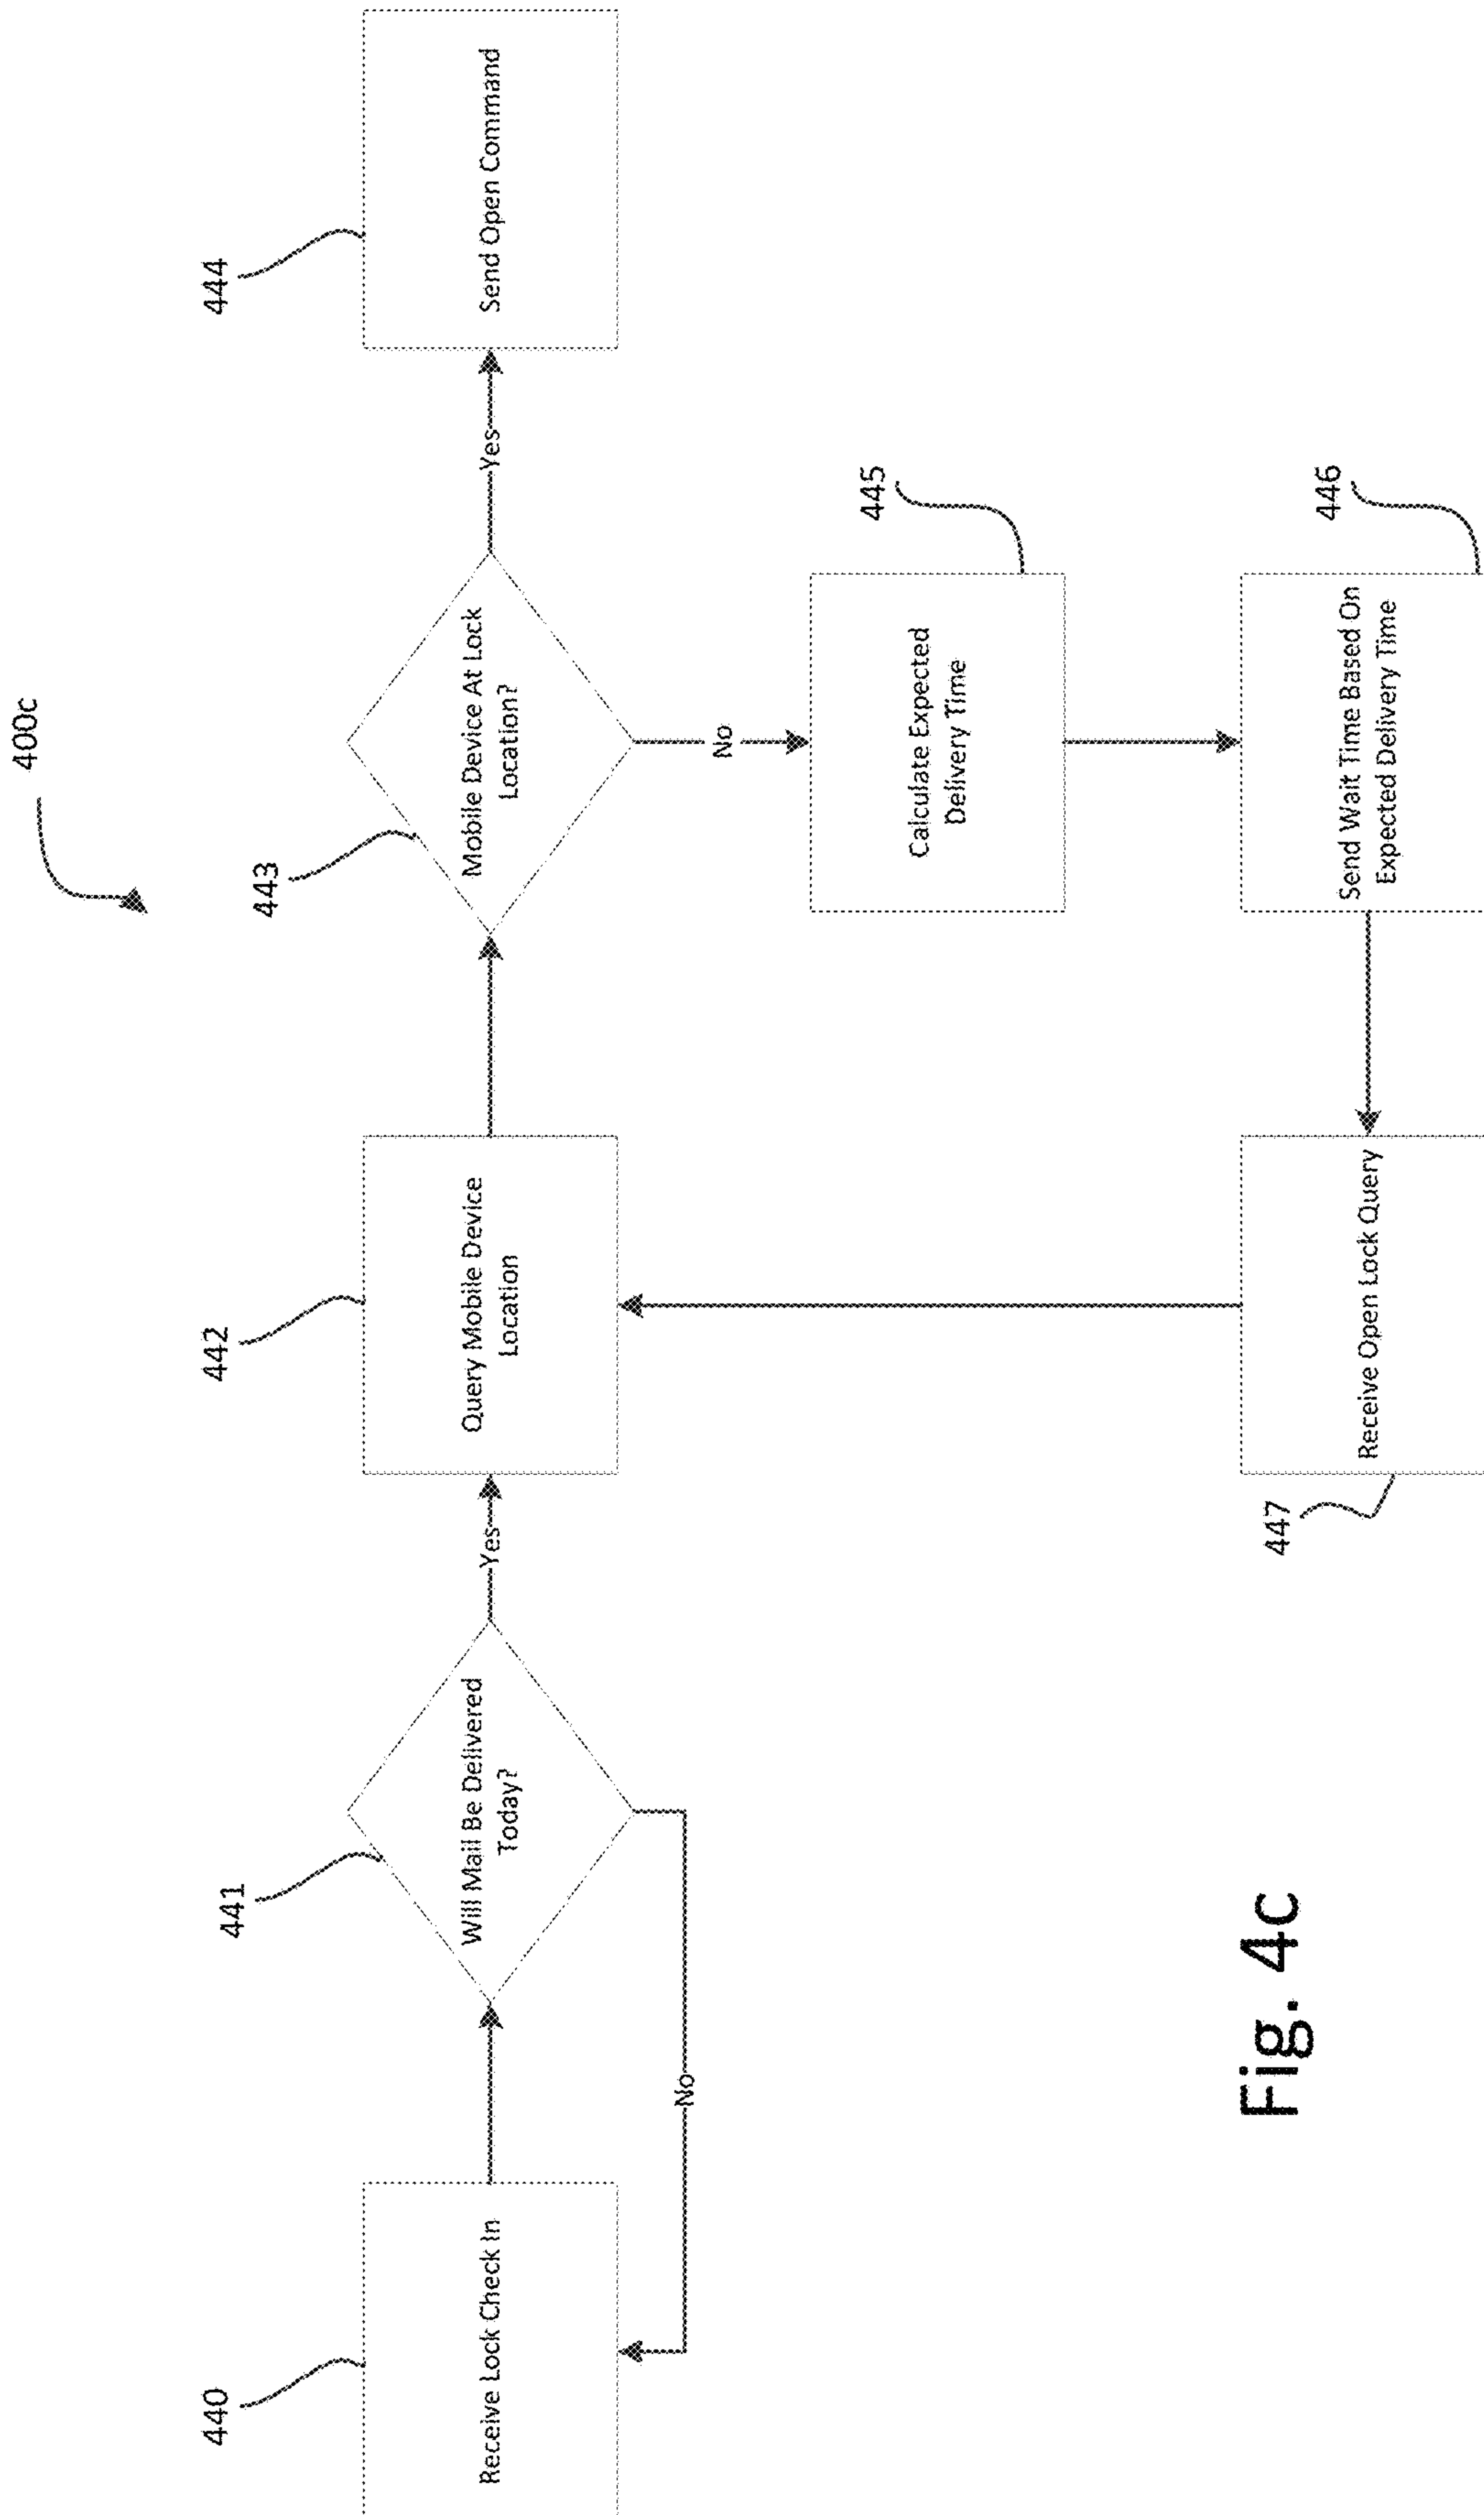 400c
440
Receive Lock Check In
441
Will Mail Be Delivered
Today?
Yes
No
442
Query Mobile Device
Location
443
Mobile Device At Lock
Location?
Yes
444
Send Open Command
No
445
Calculate Expected
Delivery Time
446
Send Wait Time Based On
Expected Delivery Time
447
Receive Open Lock Query
Fig. 4c